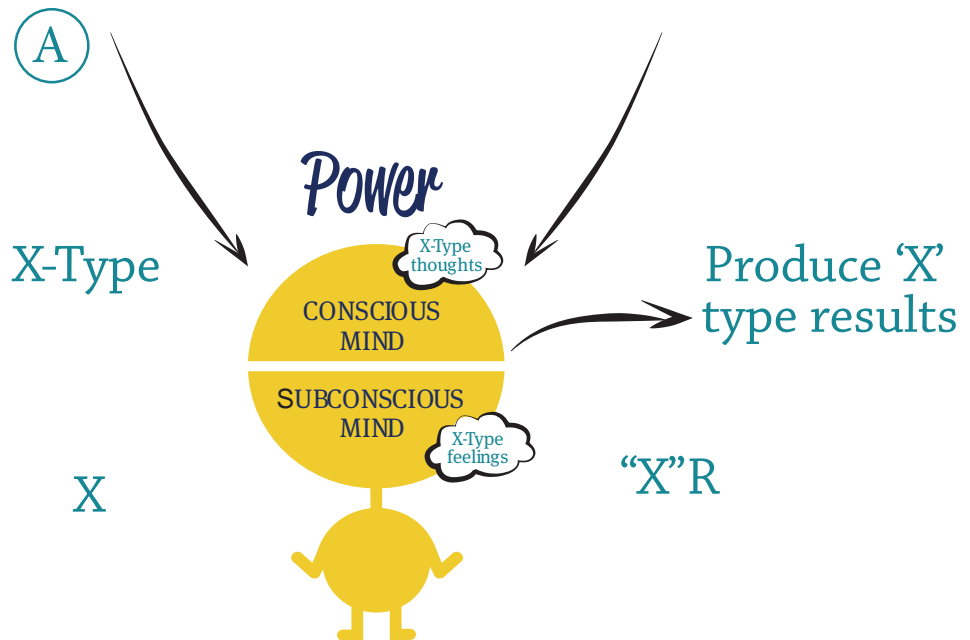 A
Power
X-Type
thoughts
X-Type
Produce ‘X’
type results
CONSCIOUS
MIND
SUBCONSCIOUS
MIND
X-Type
feelings
X
“X”R